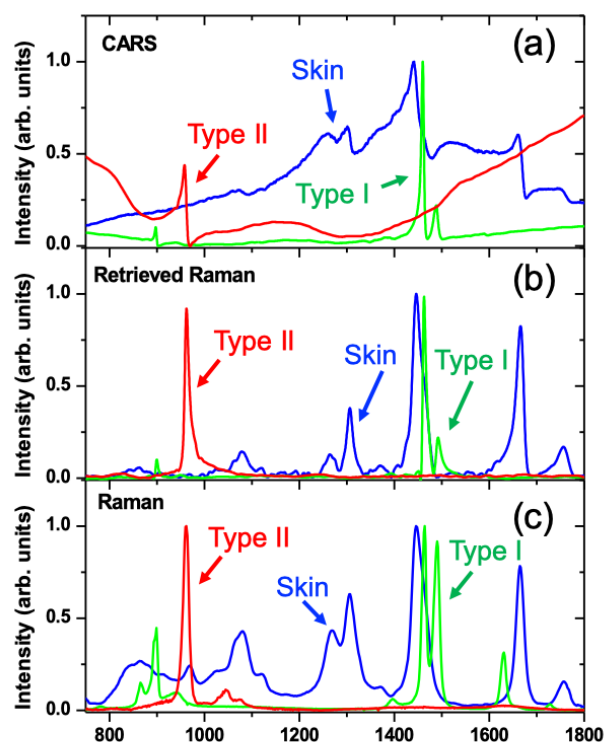 CARS
(a)
1.0
Skin
Type II
0.5
Type I
0.0
Intensity (arb. units)
Retrieved Raman
(b)
1.0
Type II
Skin
0.5
Type I
0.0
Intensity (arb. units)
Raman
(c)
1.0
Type II
Type I
Skin
0.5
0.0
Intensity (arb. units)
800 1000 1200 1400 1600 1800